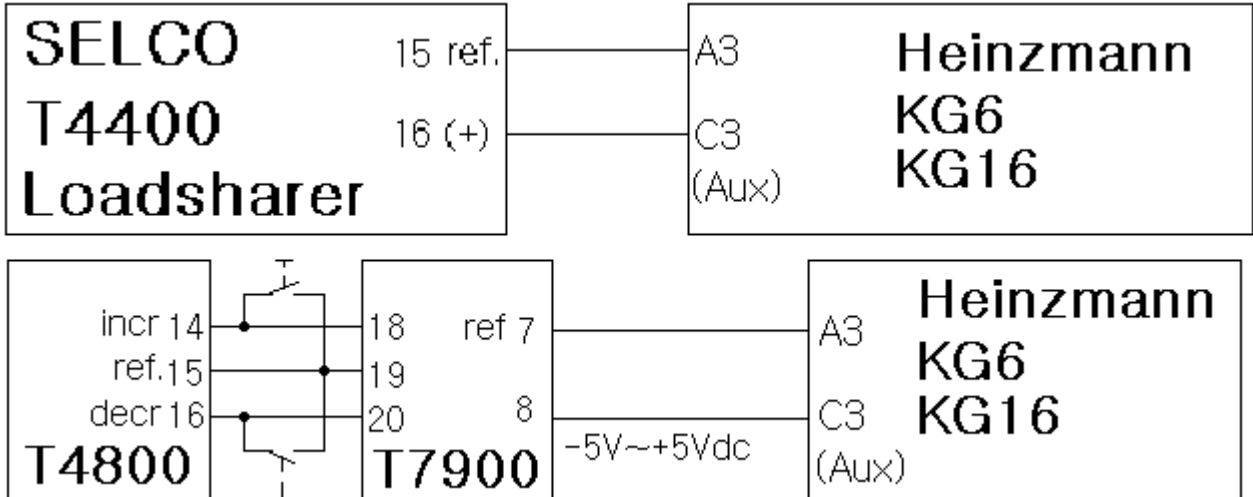 SELCO
T4400
Loadsharer
15 ref.
16 (+)
A3
C3
(Aux)
Heinzmann
KG6
KG16
incr 14
ref.15
decr 16
T4800
18
19
20
T7900
ref 7
8
-5V~+5Vdc
A3
C3
(Aux)
Heinzmann
KG6
KG16